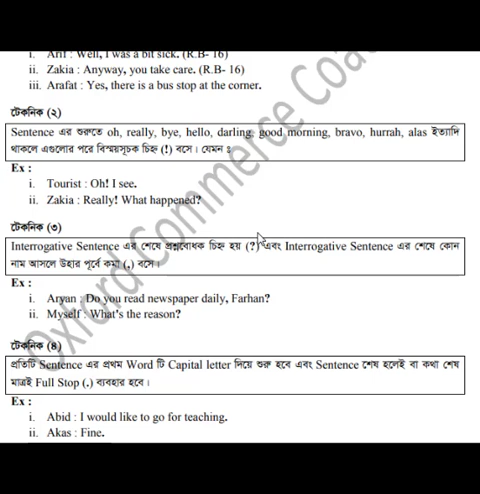 i. Arif : Well, I was a bit sick. (R.B- 16)
ii. Zakia : Anyway, you take care. (R.B- 16)
iii. Arafat : Yes, there is a bus stop at the corner.
টেকনিক (২)
Sentence এর শুরুতে oh, really, bye, hello, darling, good morning, bravo, hurrah, alas ইত্যাদি
থাকলে এগুলোর পরে বিস্ময়সূচক চিহ্ন (!) বসে। যেমন ঃ
Ex :
i. Tourist : Oh! I see.
ii. Zakia : Really! What happened?
টেকনিক (৩)
Interrogative Sentence এর শেষে প্রশ্নবোধক চিহ্ন হয় (?) এবং Interrogative Sentence এর শেষে কোন
নাম আসলে উহার পূর্বে কমা (,) বসে।
Ex :
i. Aryan : Do you read newspaper daily, Farhan?
ii. Myself : What's the reason?
টেকনিক (৪)
প্রতিটি Sentence এর প্রথম Word টি Capital letter দিয়ে শুরু হবে এবং Sentence শেষ হলেই বা কথা শেষ
মাত্রই Full Stop (.) ব্যবহার হবে।
Ex :
i. Abid : I would like to go for teaching.
ii. Akas : Fine.
Oxford Commerce Coa